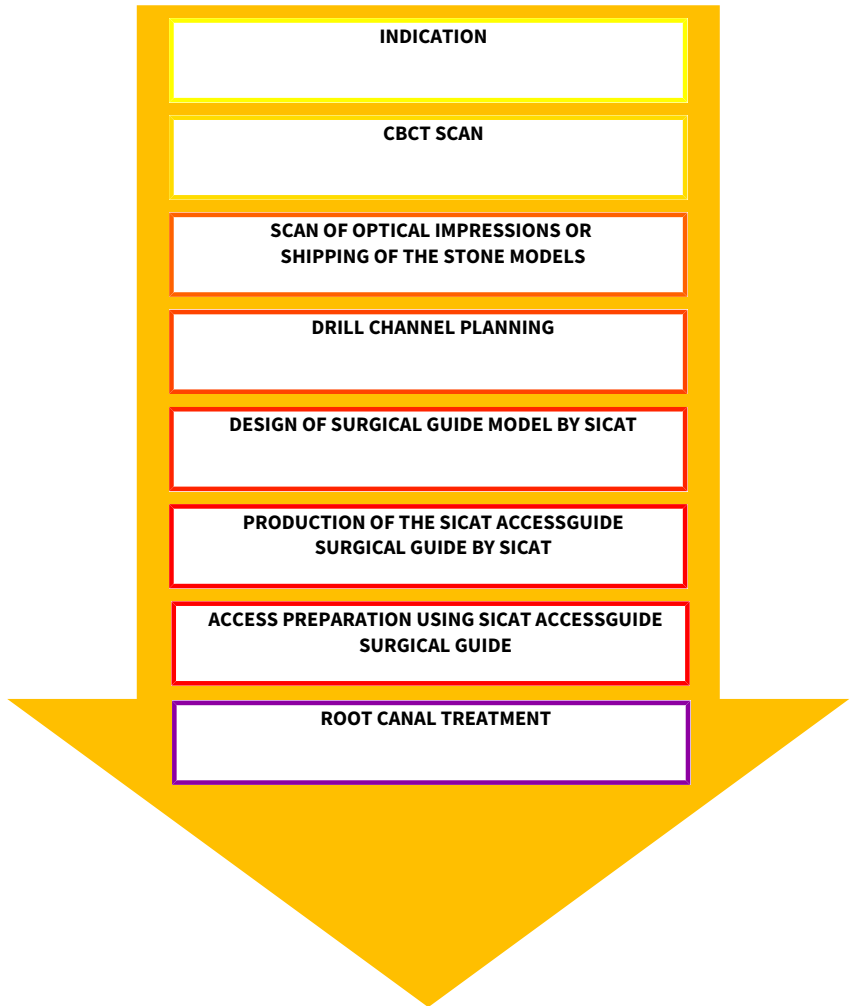 INDICATION
CBCT SCAN
SCAN OF OPTICAL IMPRESSIONS OR
SHIPPING OF THE STONE MODELS
DRILL CHANNEL PLANNING
DESIGN OF SURGICAL GUIDE MODEL BY SICAT
PRODUCTION OF THE SICAT ACCESSGUIDE
SURGICAL GUIDE BY SICAT
ACCESS PREPARATION USING SICAT ACCESSGUIDE
SURGICAL GUIDE
ROOT CANAL TREATMENT